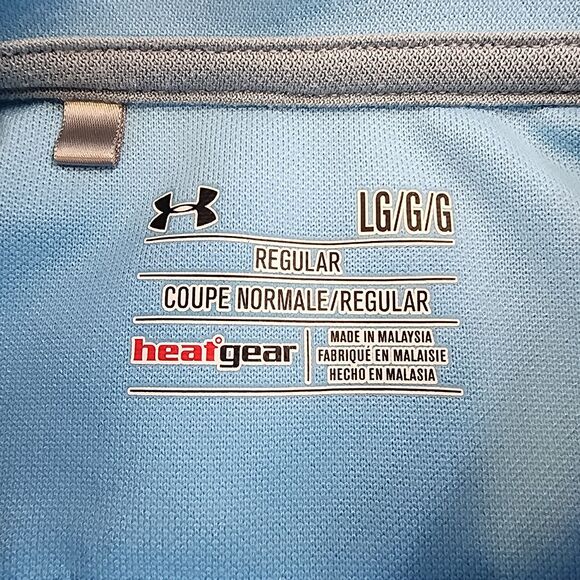 LG/G/G
REGULAR
COUPE NORMALE/REGULAR
heatgear
MADE IN MALAYSIA
FABRIQUÉ EN MALAISIE
HECHO EN MALASIA